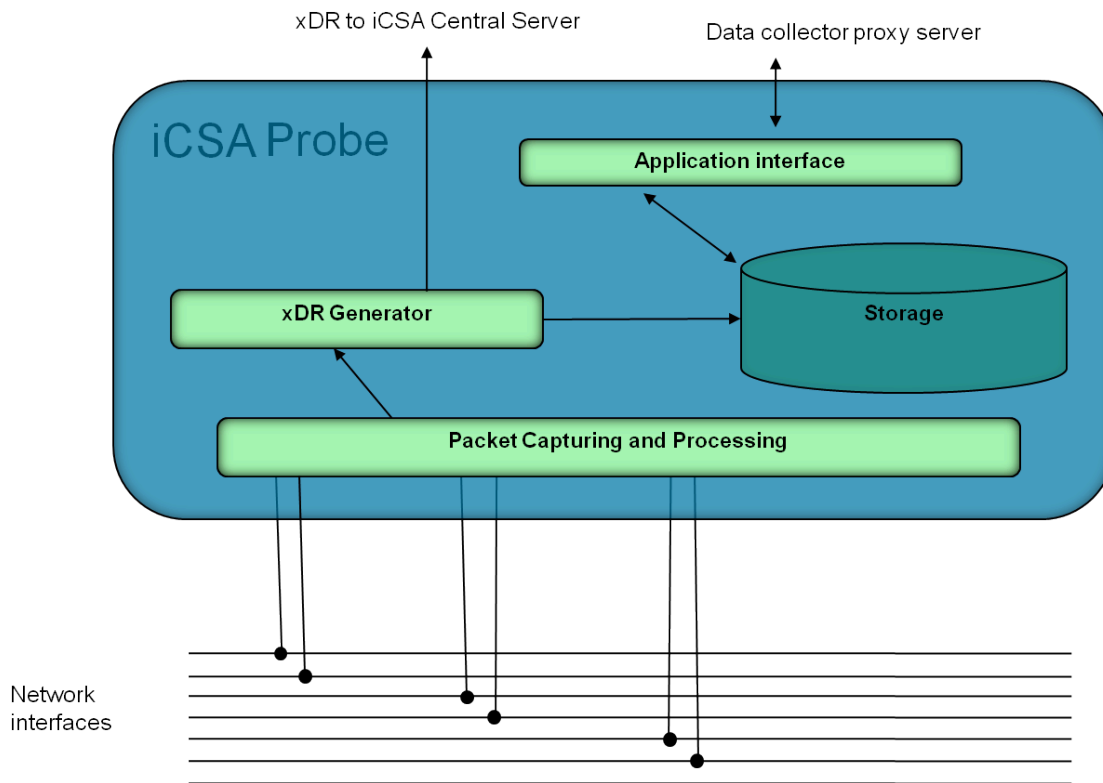 xDR to iCSA Central Server
Data collector proxy server
iCSA Probe
Application interface
xDR Generator
Storage
Packet Capturing and Processing
Network
interfaces